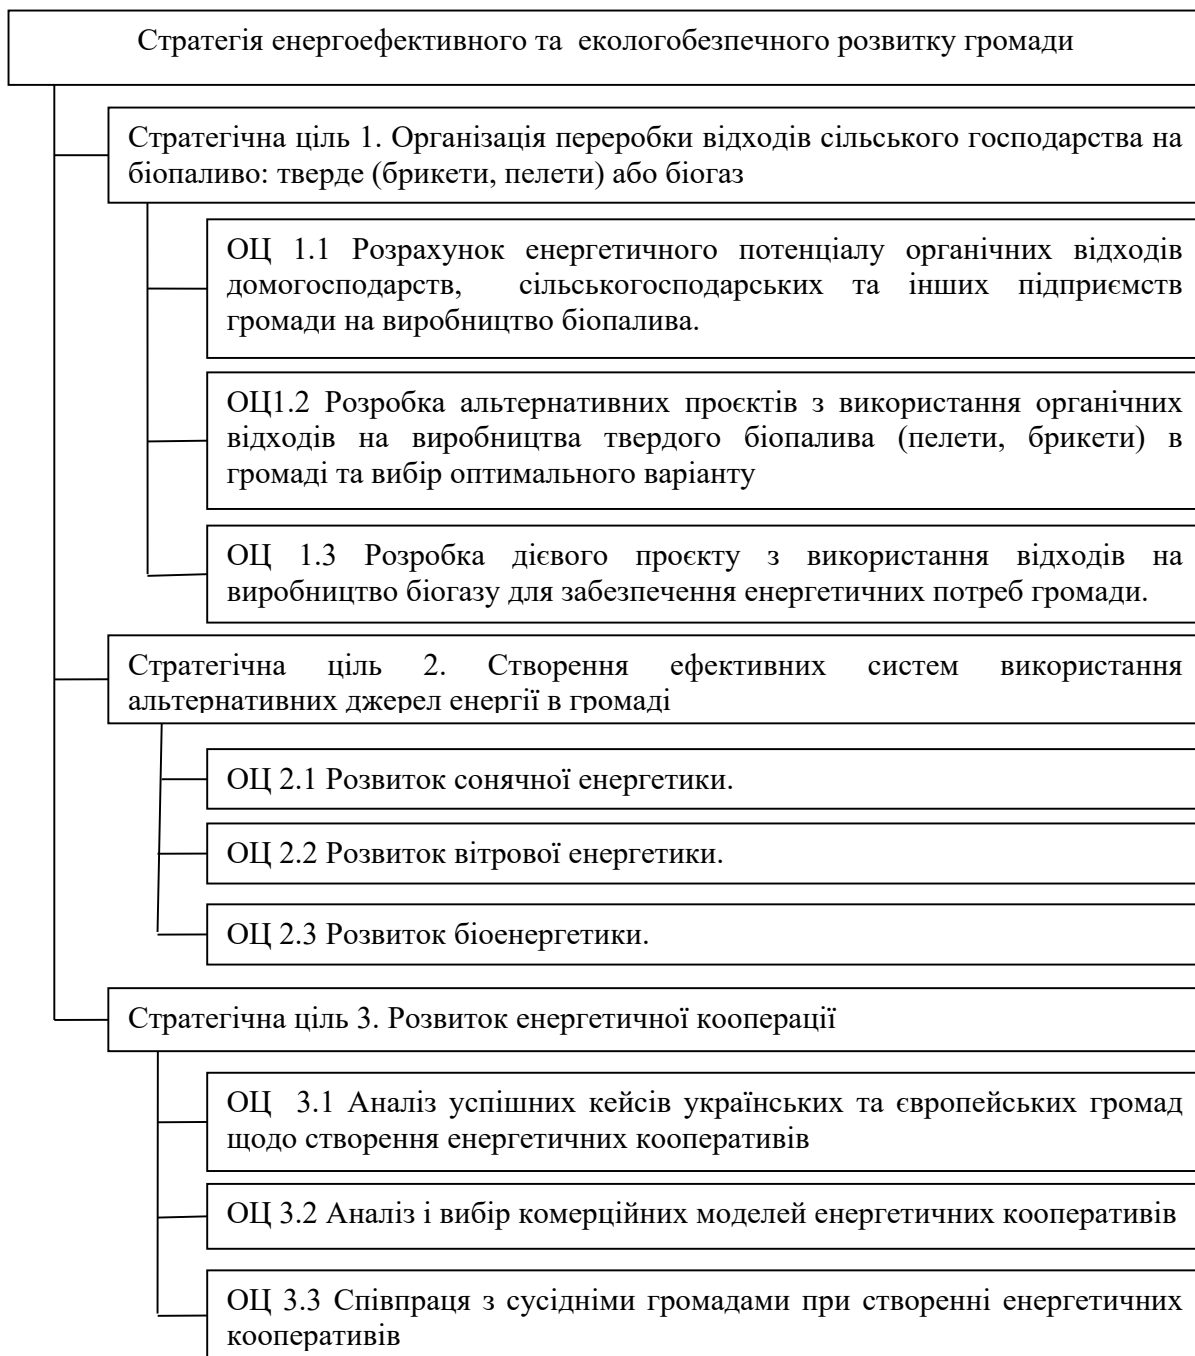 Стратегія енергоефективного та екологобезпечного розвитку громади
Стратегічна ціль 1. Організація переробки відходів сільського господарства на
біопаливо: тверде (брикети, пелети) або біогаз
ОЦ 1.1 Розрахунок енергетичного потенціалу органічних відходів
домогосподарств, сільськогосподарських та інших підприємств
громади на виробництво біопалива.
ОЦ1.2 Розробка альтернативних проєктів з використання органічних
відходів на виробництва твердого біопалива (пелети, брикети) в
громаді та вибір оптимального варіанту
ОЦ 1.3 Розробка дієвого проєкту з використання відходів на
виробництво біогазу для забезпечення енергетичних потреб громади.
Стратегічна ціль 2. Створення ефективних систем використання
альтернативних джерел енергії в громаді
ОЦ 2.1 Розвиток сонячної енергетики.
ОЦ 2.2 Розвиток вітрової енергетики.
ОЦ 2.3 Розвиток біоенергетики.
Стратегічна ціль 3. Розвиток енергетичної кооперації
ОЦ 3.1 Аналіз успішних кейсів українських та європейських громад
щодо створення енергетичних кооперативів
ОЦ 3.2 Аналіз і вибір комерційних моделей енергетичних кооперативів
ОЦ 3.3 Співпраця з сусідніми громадами при створенні енергетичних
кооперативів